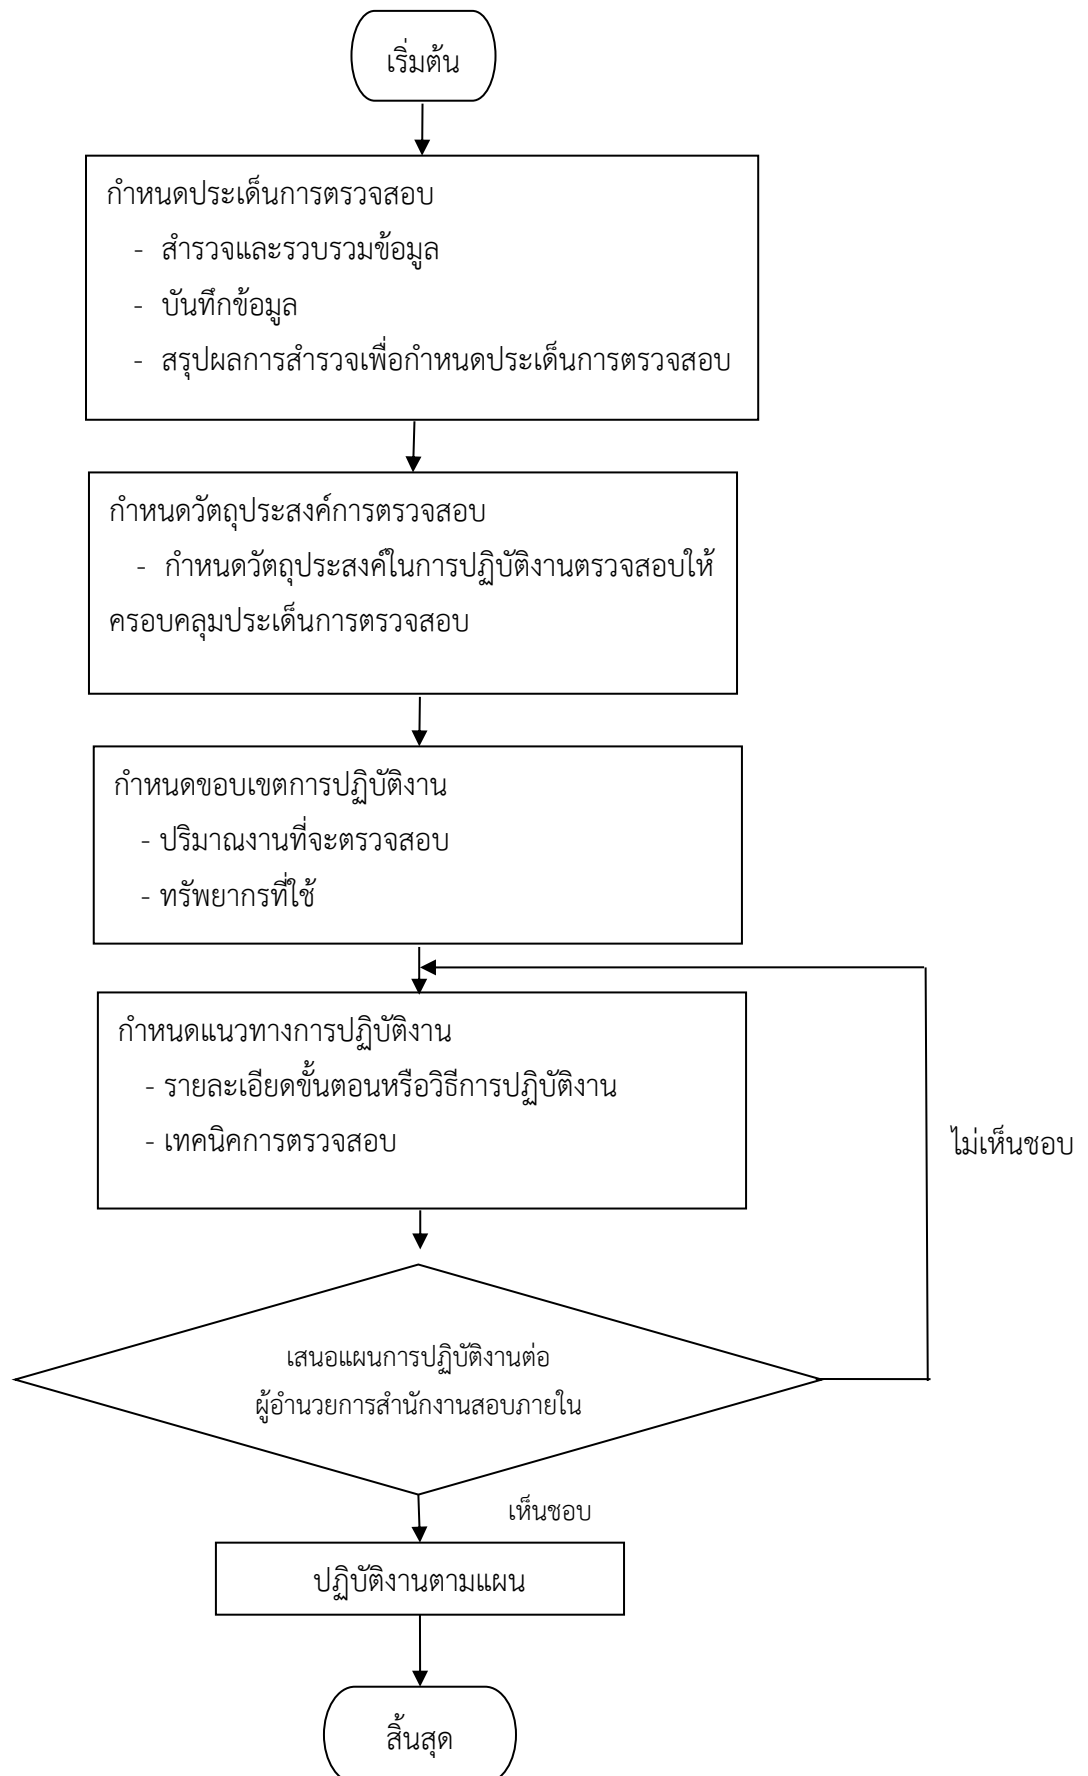 เริ่มต้น
กำหนดประเด็นการตรวจสอบ
- สำรวจและรวบรวมข้อมูล
- บันทึกข้อมูล
- สรุปผลการสำรวจเพื่อกำหนดประเด็นการตรวจสอบ
กำหนดวัตถุประสงค์การตรวจสอบ
- กำหนดวัตถุประสงค์ในการปฏิบัติงานตรวจสอบให้
ครอบคลุมประเด็นการตรวจสอบ
กำหนดขอบเขตการปฏิบัติงาน
- ปริมาณงานที่จะตรวจสอบ
- ทรัพยากรที่ใช้
กำหนดแนวทางการปฏิบัติงาน
- รายละเอียดขั้นตอนหรือวิธีการปฏิบัติงาน
- เทคนิคการตรวจสอบ
ไม่เห็นชอบ
เสนอแผนการปฏิบัติงานต่อ
ผู้อำนวยการสำนักงานสอบภายใน
เห็นชอบ
ปฏิบัติงานตามแผน
สิ้นสุด